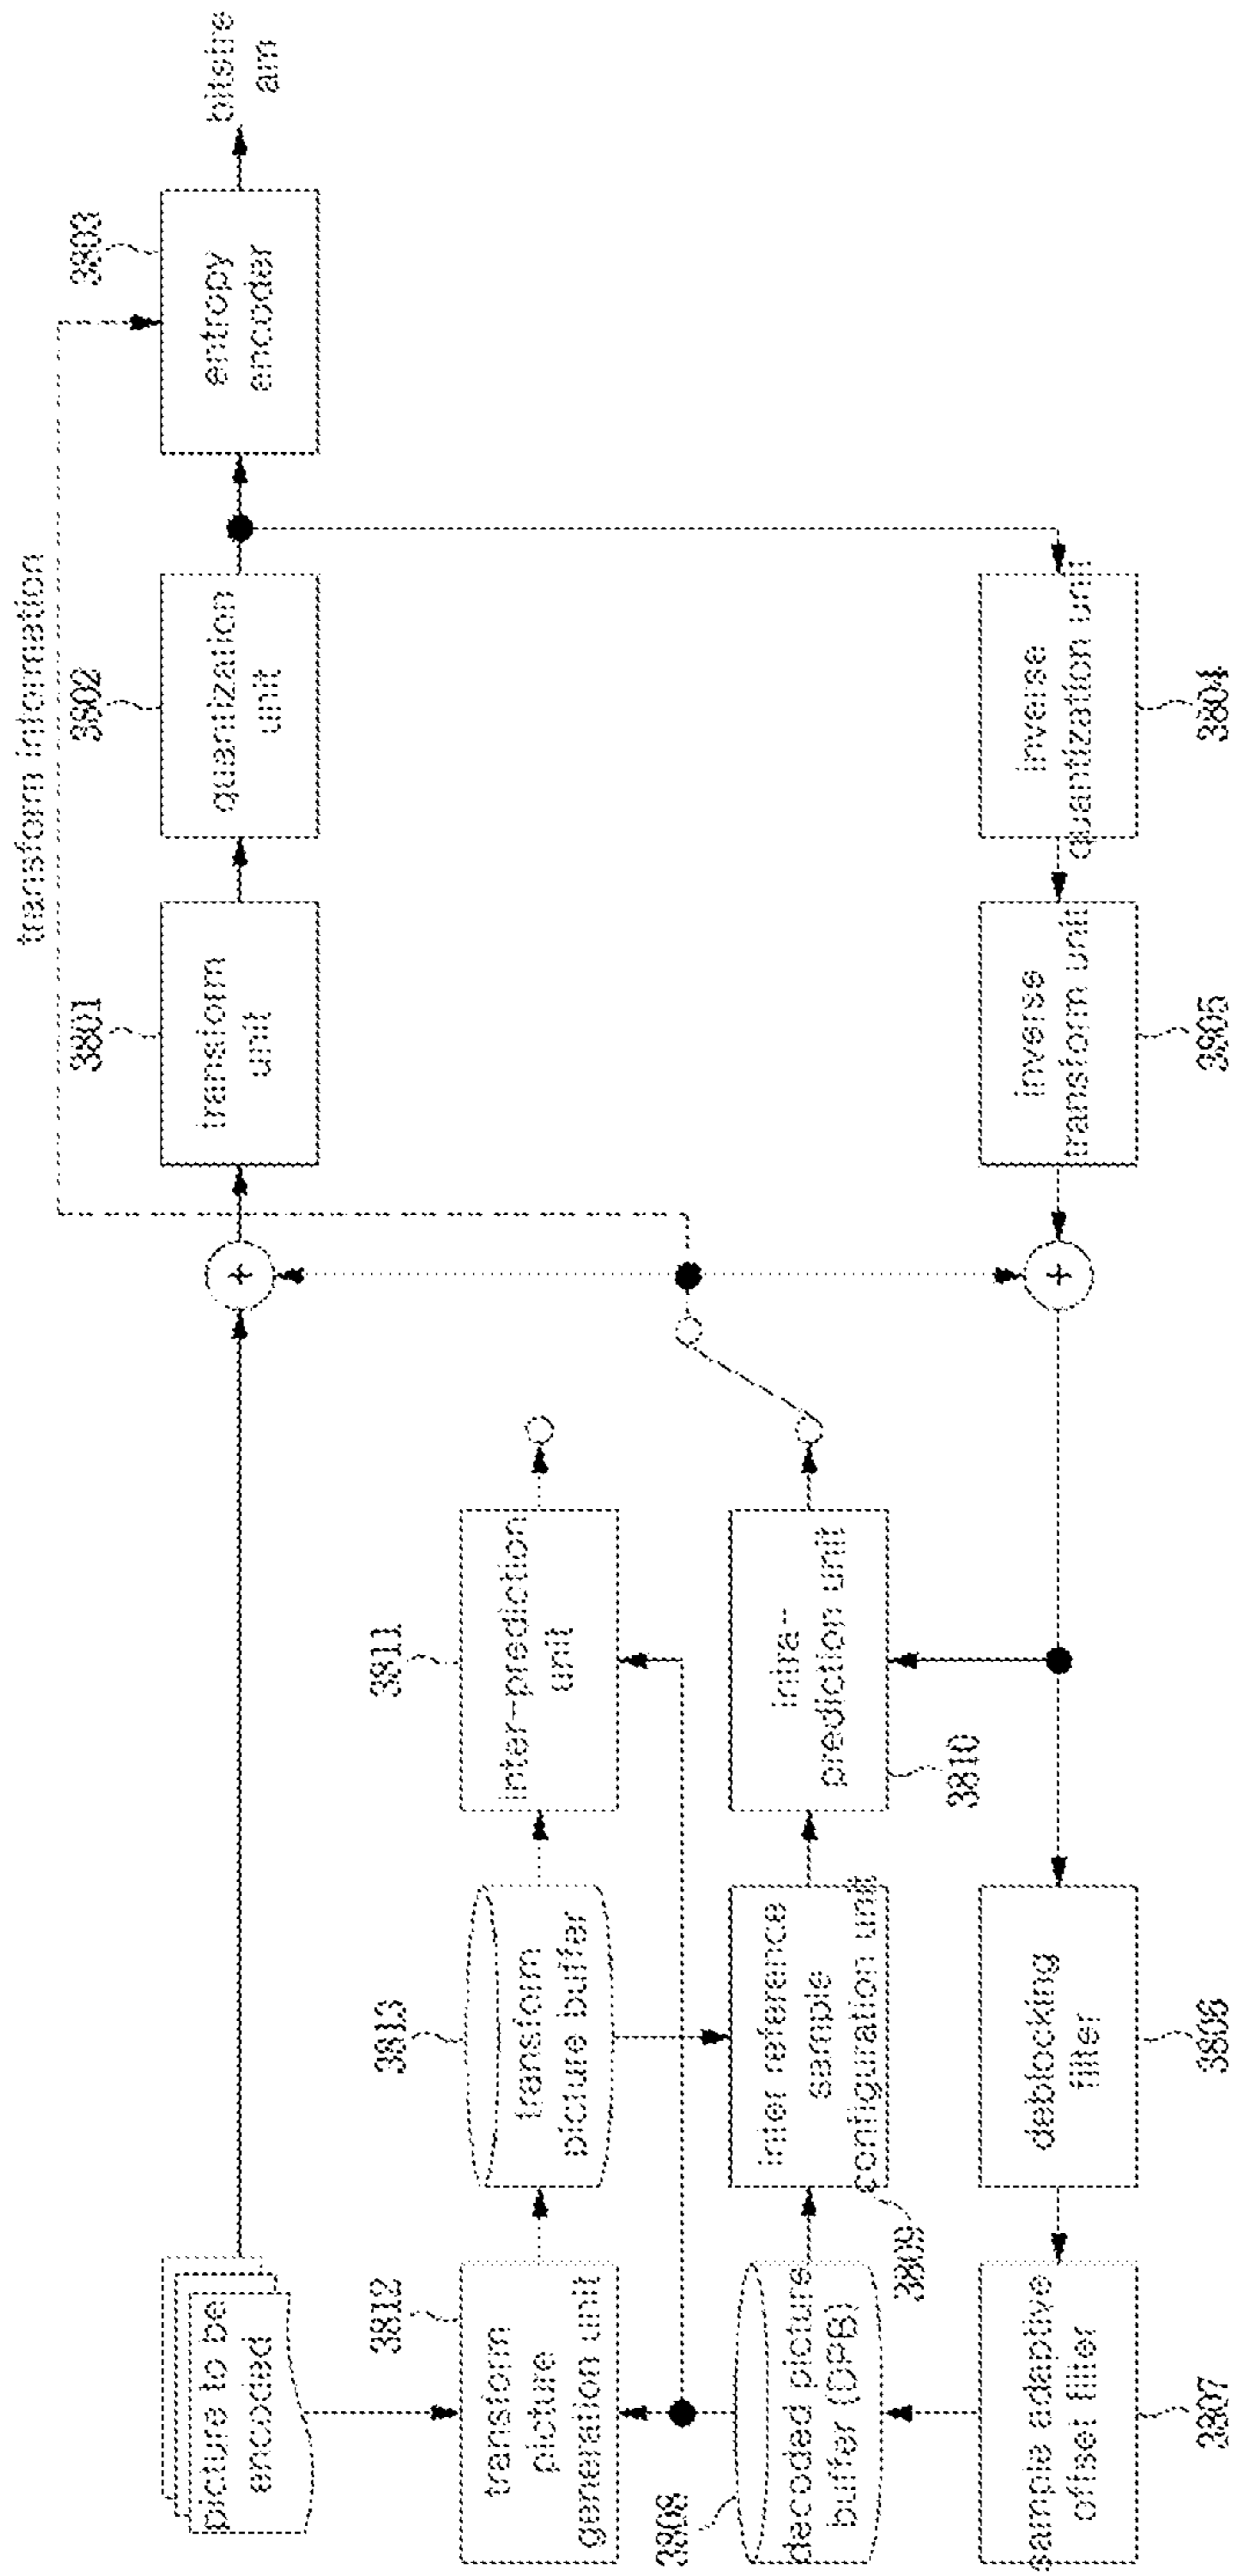 transform information
3801
3802
3803
transform
unit
quantization
unit
entropy
encoder
bitstre
am
picture to be
encoded
3812
3813
3811
transform
picture
generation unit
transform
picture buffer
inter-prediction
unit
3808
decoded picture
buffer (DPB)
3809
inter reference
sample
configuration unit
3810
intra-
prediction unit
sample adaptive
offset filter
deblocking
filter
inverse
transform unit
inverse
quantization unit
3807
3806
3805
3804